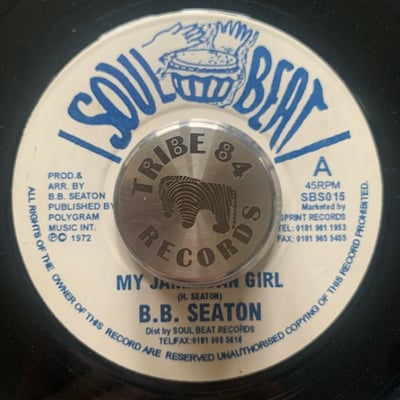 SOUL BEAT
PROD.&
ARR. BY
B.B. SEATON
PUBLISHED BY
POLYGRAM
MUSIC INT.
℗© 1972
A
45RPM
SBS015
Marketed by
SPRINT RECORDS
TEL: 0181 961 1953
FAX: 0181 965 5455
TRIBE 84
RECORDS
MY GIRL
(H. SEATON)
B.B. SEATON
Dist by SOUL BEAT RECORDS
TEL/FAX:0181 998 5616
ALL RIGHTS OF THE OWNER OF THIS RECORD ARE RESERVED UNAUTHORISED COPYING OF THIS RECORD PROHIBITED.